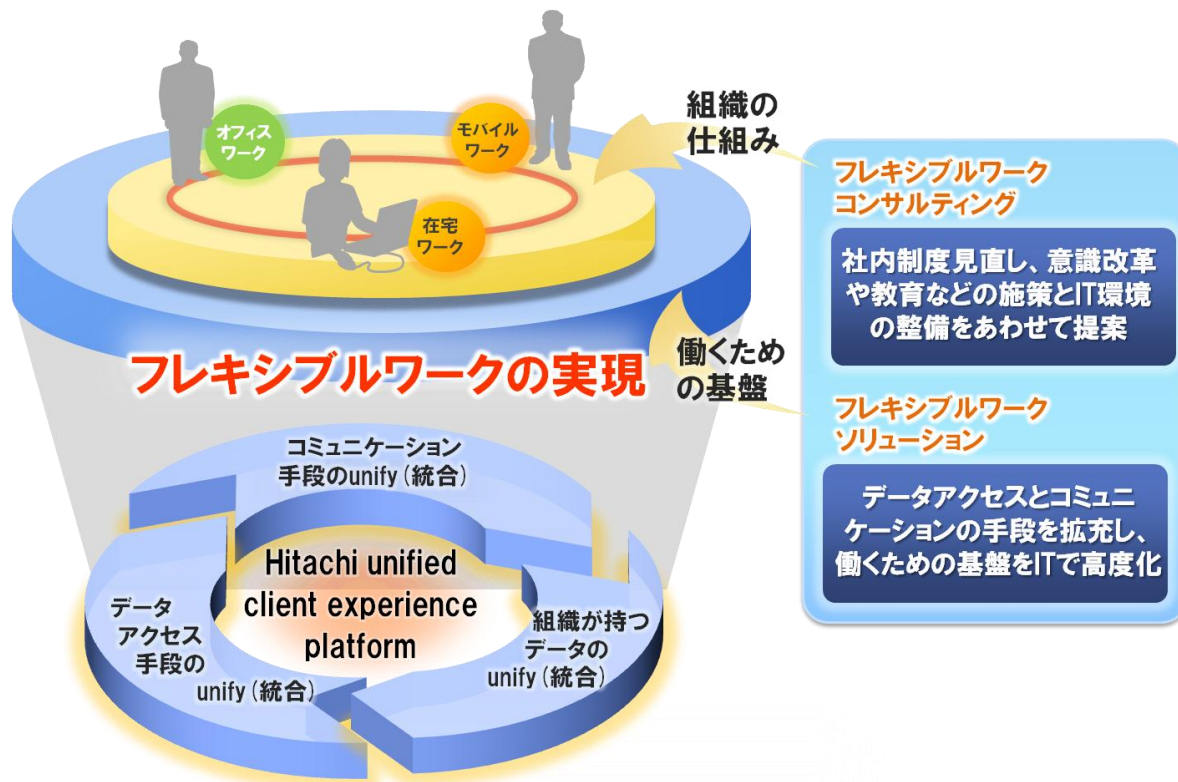 オフィス
ワーク
モバイル
ワーク
在宅
ワーク
組織の
仕組み
働くため
の基盤
フレキシブルワークの実現
コミュニケーション
手段のunify(統合)
データ
アクセス
手段の
unify(統合)
組織が持つ
データの
unify(統合)
Hitachi unified
client experience
platform
フレキシブルワーク
コンサルティング
社内制度見直し、意識改革
や教育などの施策とIT環境
の整備をあわせて提案
フレキシブルワーク
ソリューション
データアクセスとコミュニ
ケーションの手段を拡充し、
働くための基盤をITで高度化